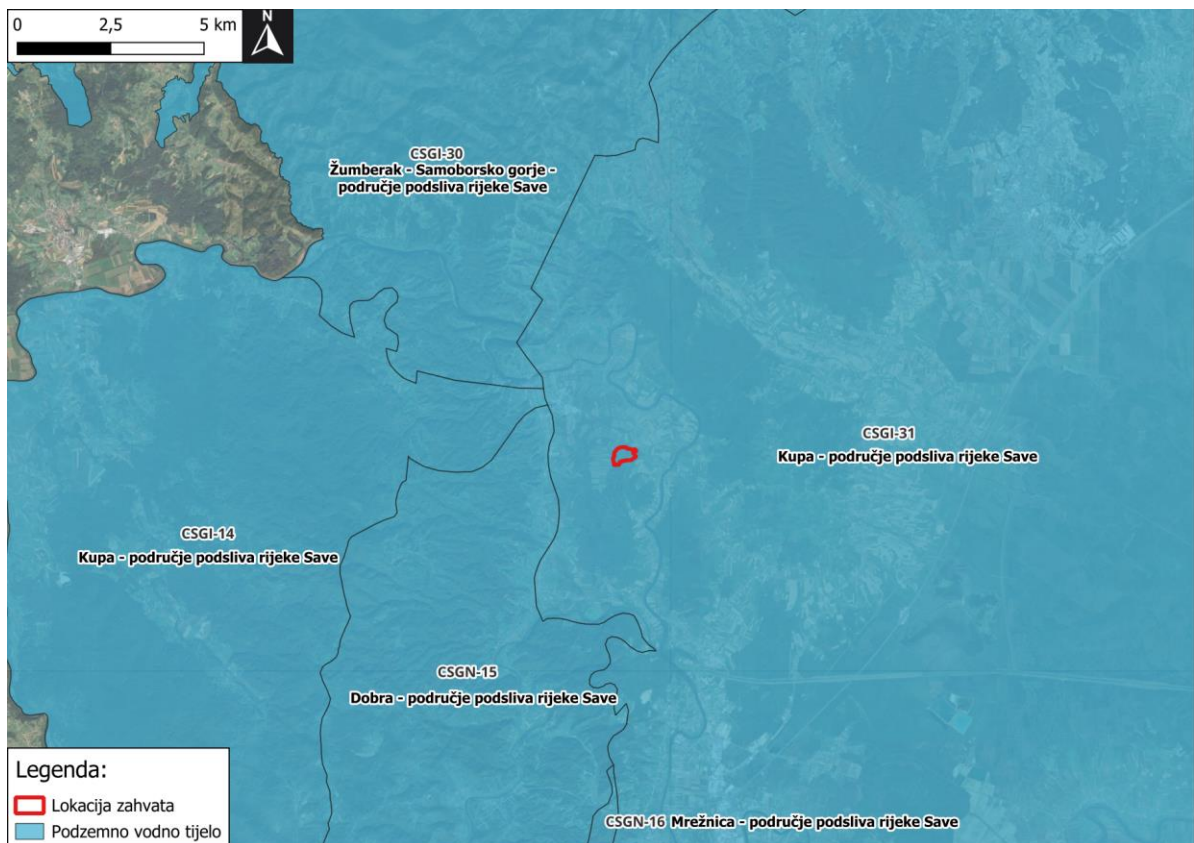 0 2,5 5 km
N
CSGI-30
Žumberak - Samoborsko gorje -
područje podsliva rijeke Save
CSGI-31
Kupa - područje podsliva rijeke Save
CSGI-14
Kupa - područje podsliva rijeke Save
CSGN-15
Dobra - područje podsliva rijeke Save
CSGN-16 Mrežnica - područje podsliva rijeke Save
Legenda:
Lokacija zahvata
Podzemno vodno tijelo